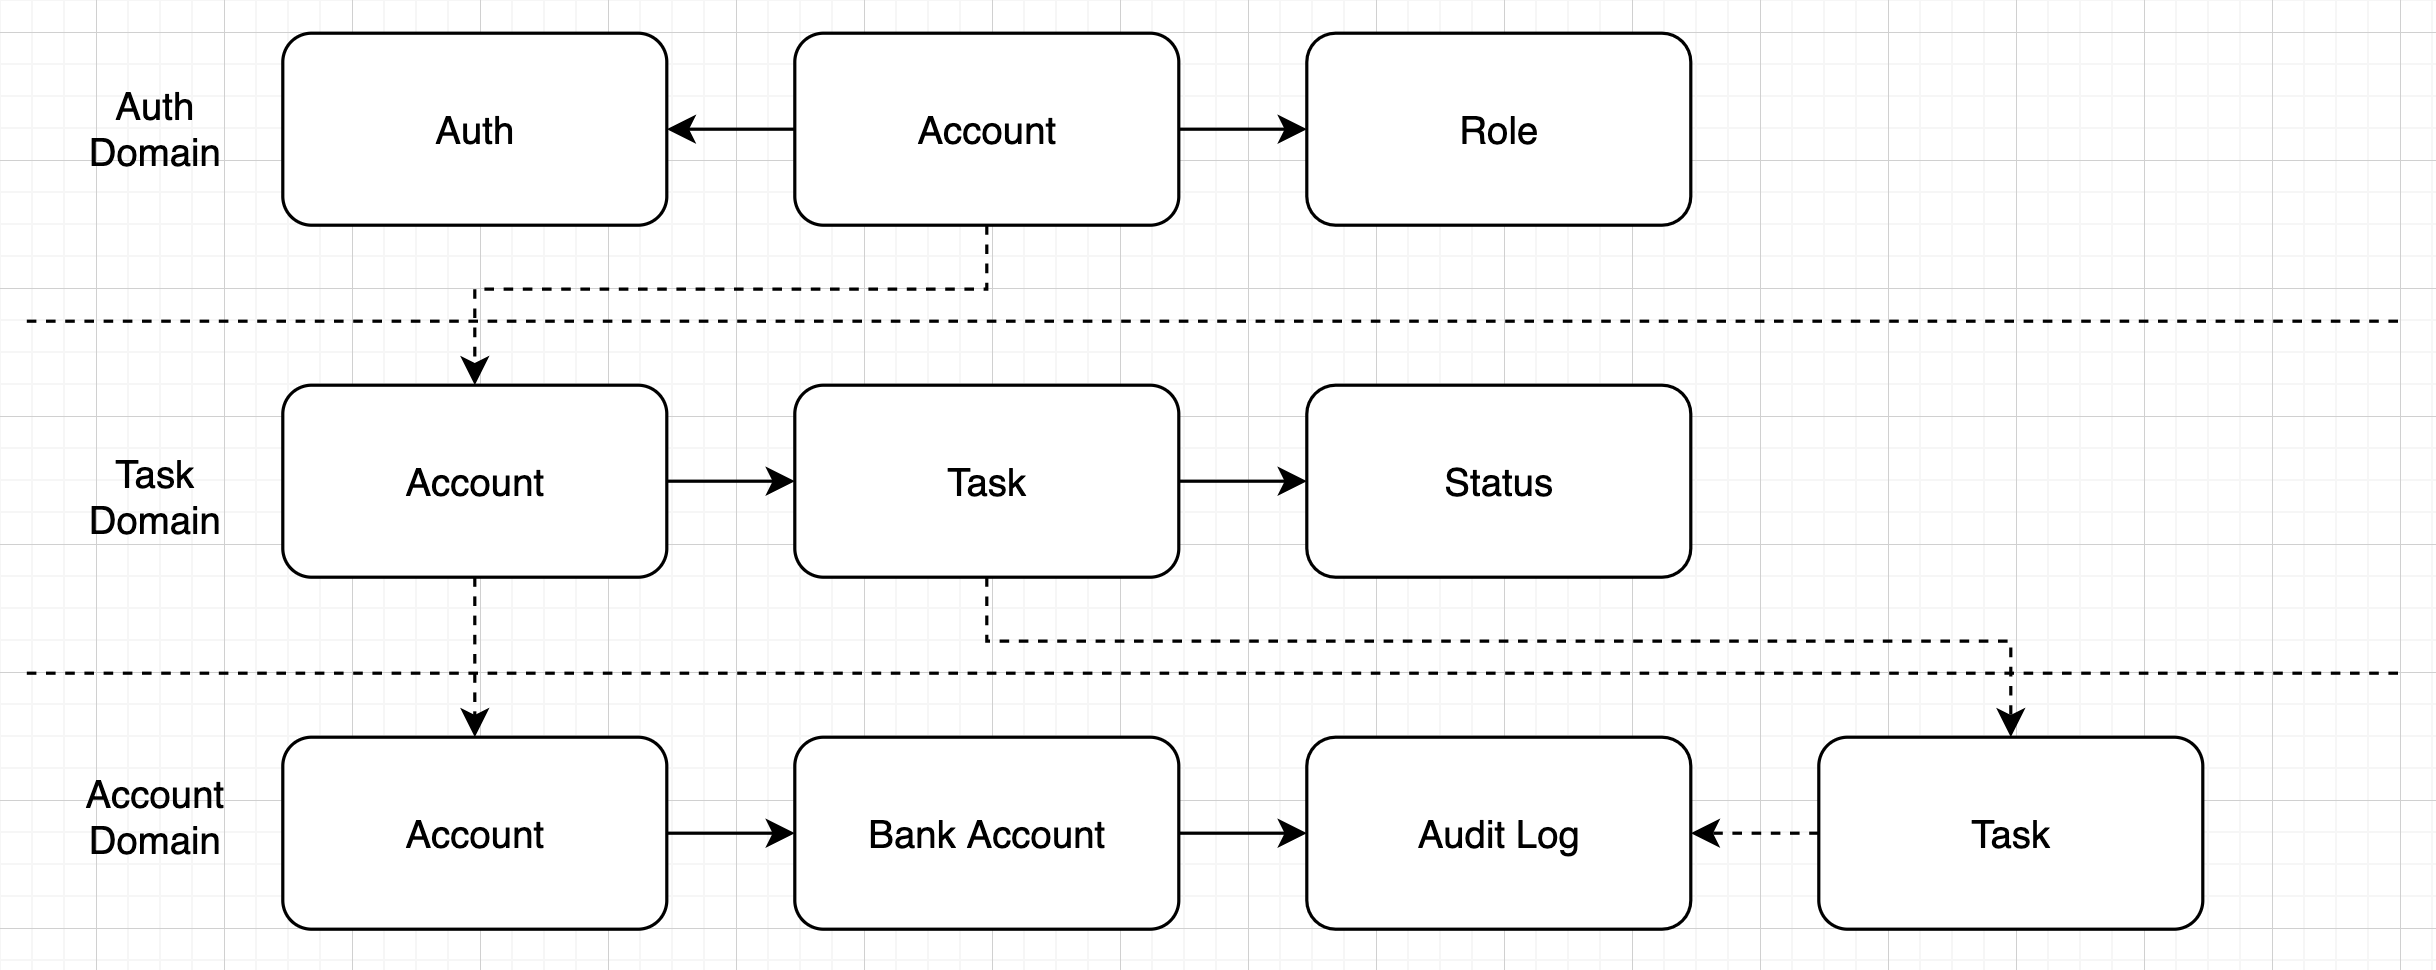 Auth
Domain
Auth
Account
Role
Task
Domain
Account
Task
Status
Account
Domain
Account
Bank Account
Audit Log
Task